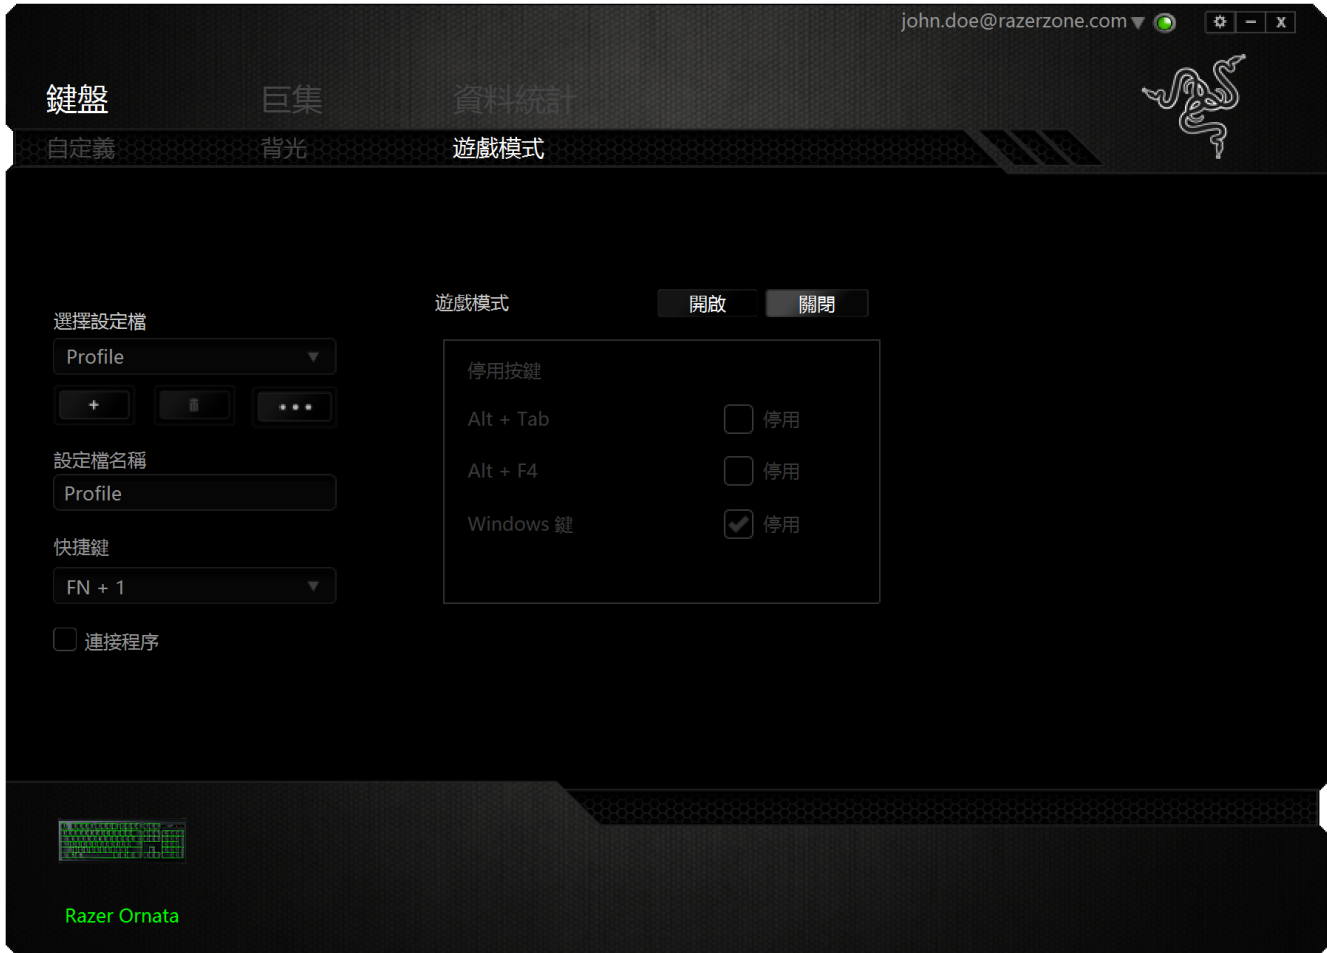 john.doe@razerzone.com
鍵盤 巨集 資料統計
自定義 背光 遊戲模式
選擇設定檔
Profile
設定檔名稱
Profile
快捷鍵
FN + 1
連接程序
遊戲模式 開啟 關閉
停用按鍵
Alt + Tab 停用
Alt + F4 停用
Windows 鍵 停用
Razer Ornata